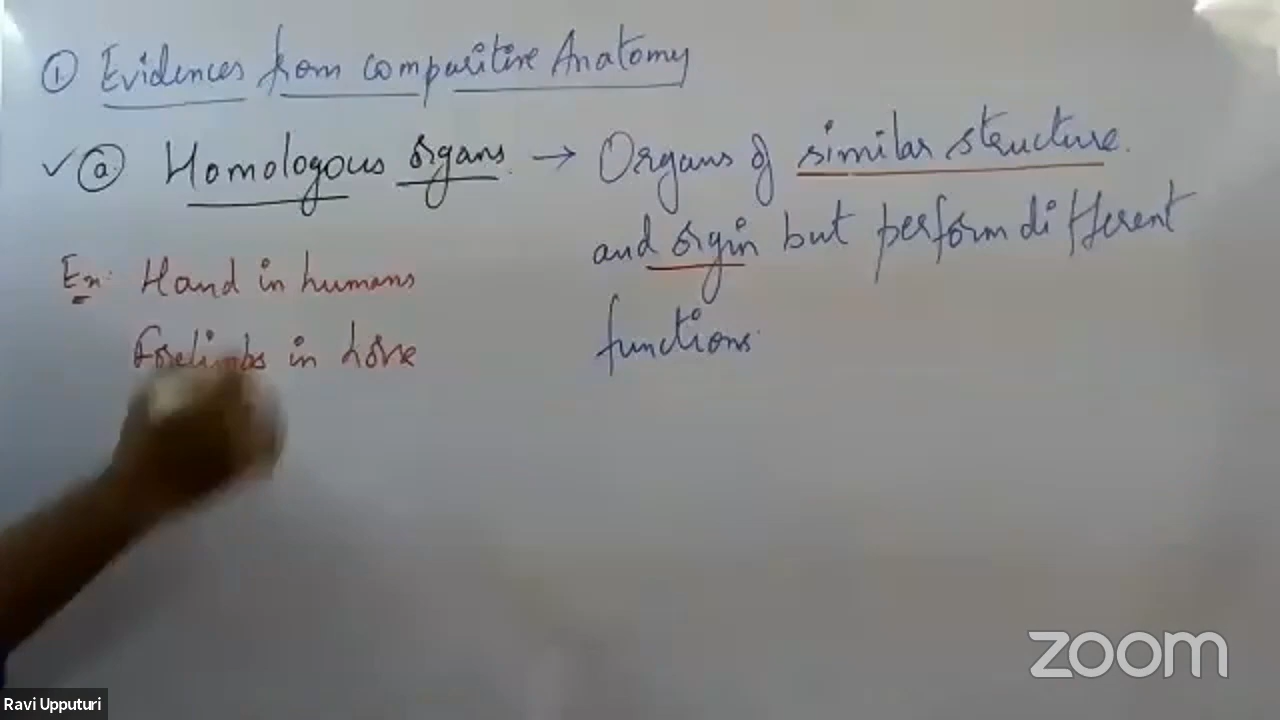 ① Evidences from comparitive Anatomy
✓ ⓐ Homologous organs. → Organs of similar structure.
and orgin but perform different
functions.
Ex: Hand in humans
Forelimbs in horse
zoom
Ravi Upputuri